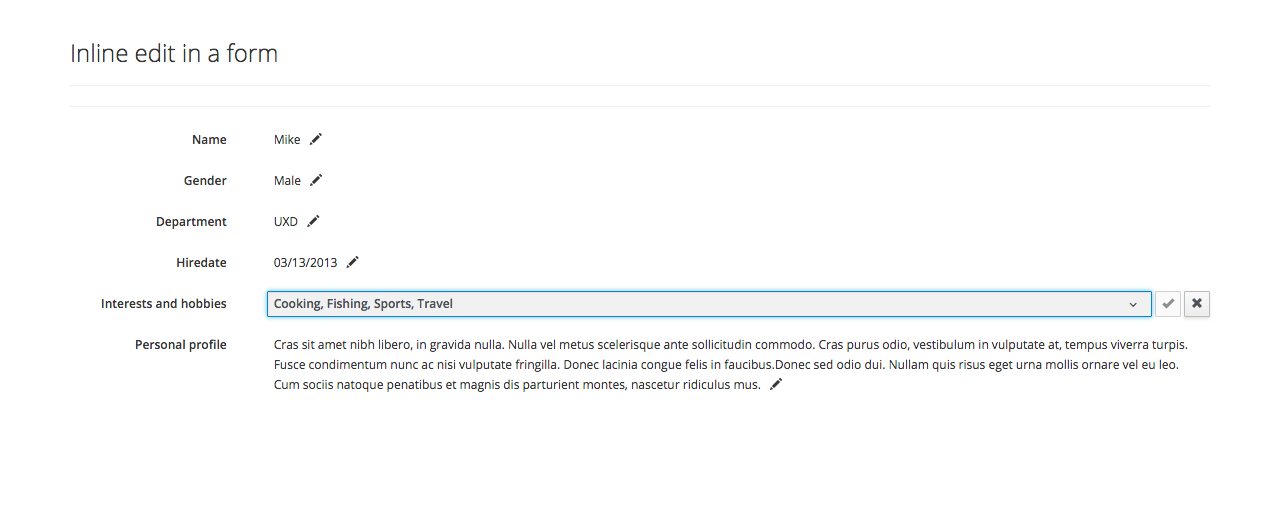 Inline edit in a form
Name Mike
Gender Male
Department UXD
Hiredate 03/13/2013
Interests and hobbies Cooking, Fishing, Sports, Travel
Personal profile Cras sit amet nibh libero, in gravida nulla. Nulla vel metus scelerisque ante sollicitudin commodo. Cras purus odio, vestibulum in vulputate at, tempus viverra turpis.
Fusce condimentum nunc ac nisi vulputate fringilla. Donec lacinia congue felis in faucibus.Donec sed odio dui. Nullam quis risus eget urna mollis ornare vel eu leo.
Cum sociis natoque penatibus et magnis dis parturient montes, nascetur ridiculus mus.